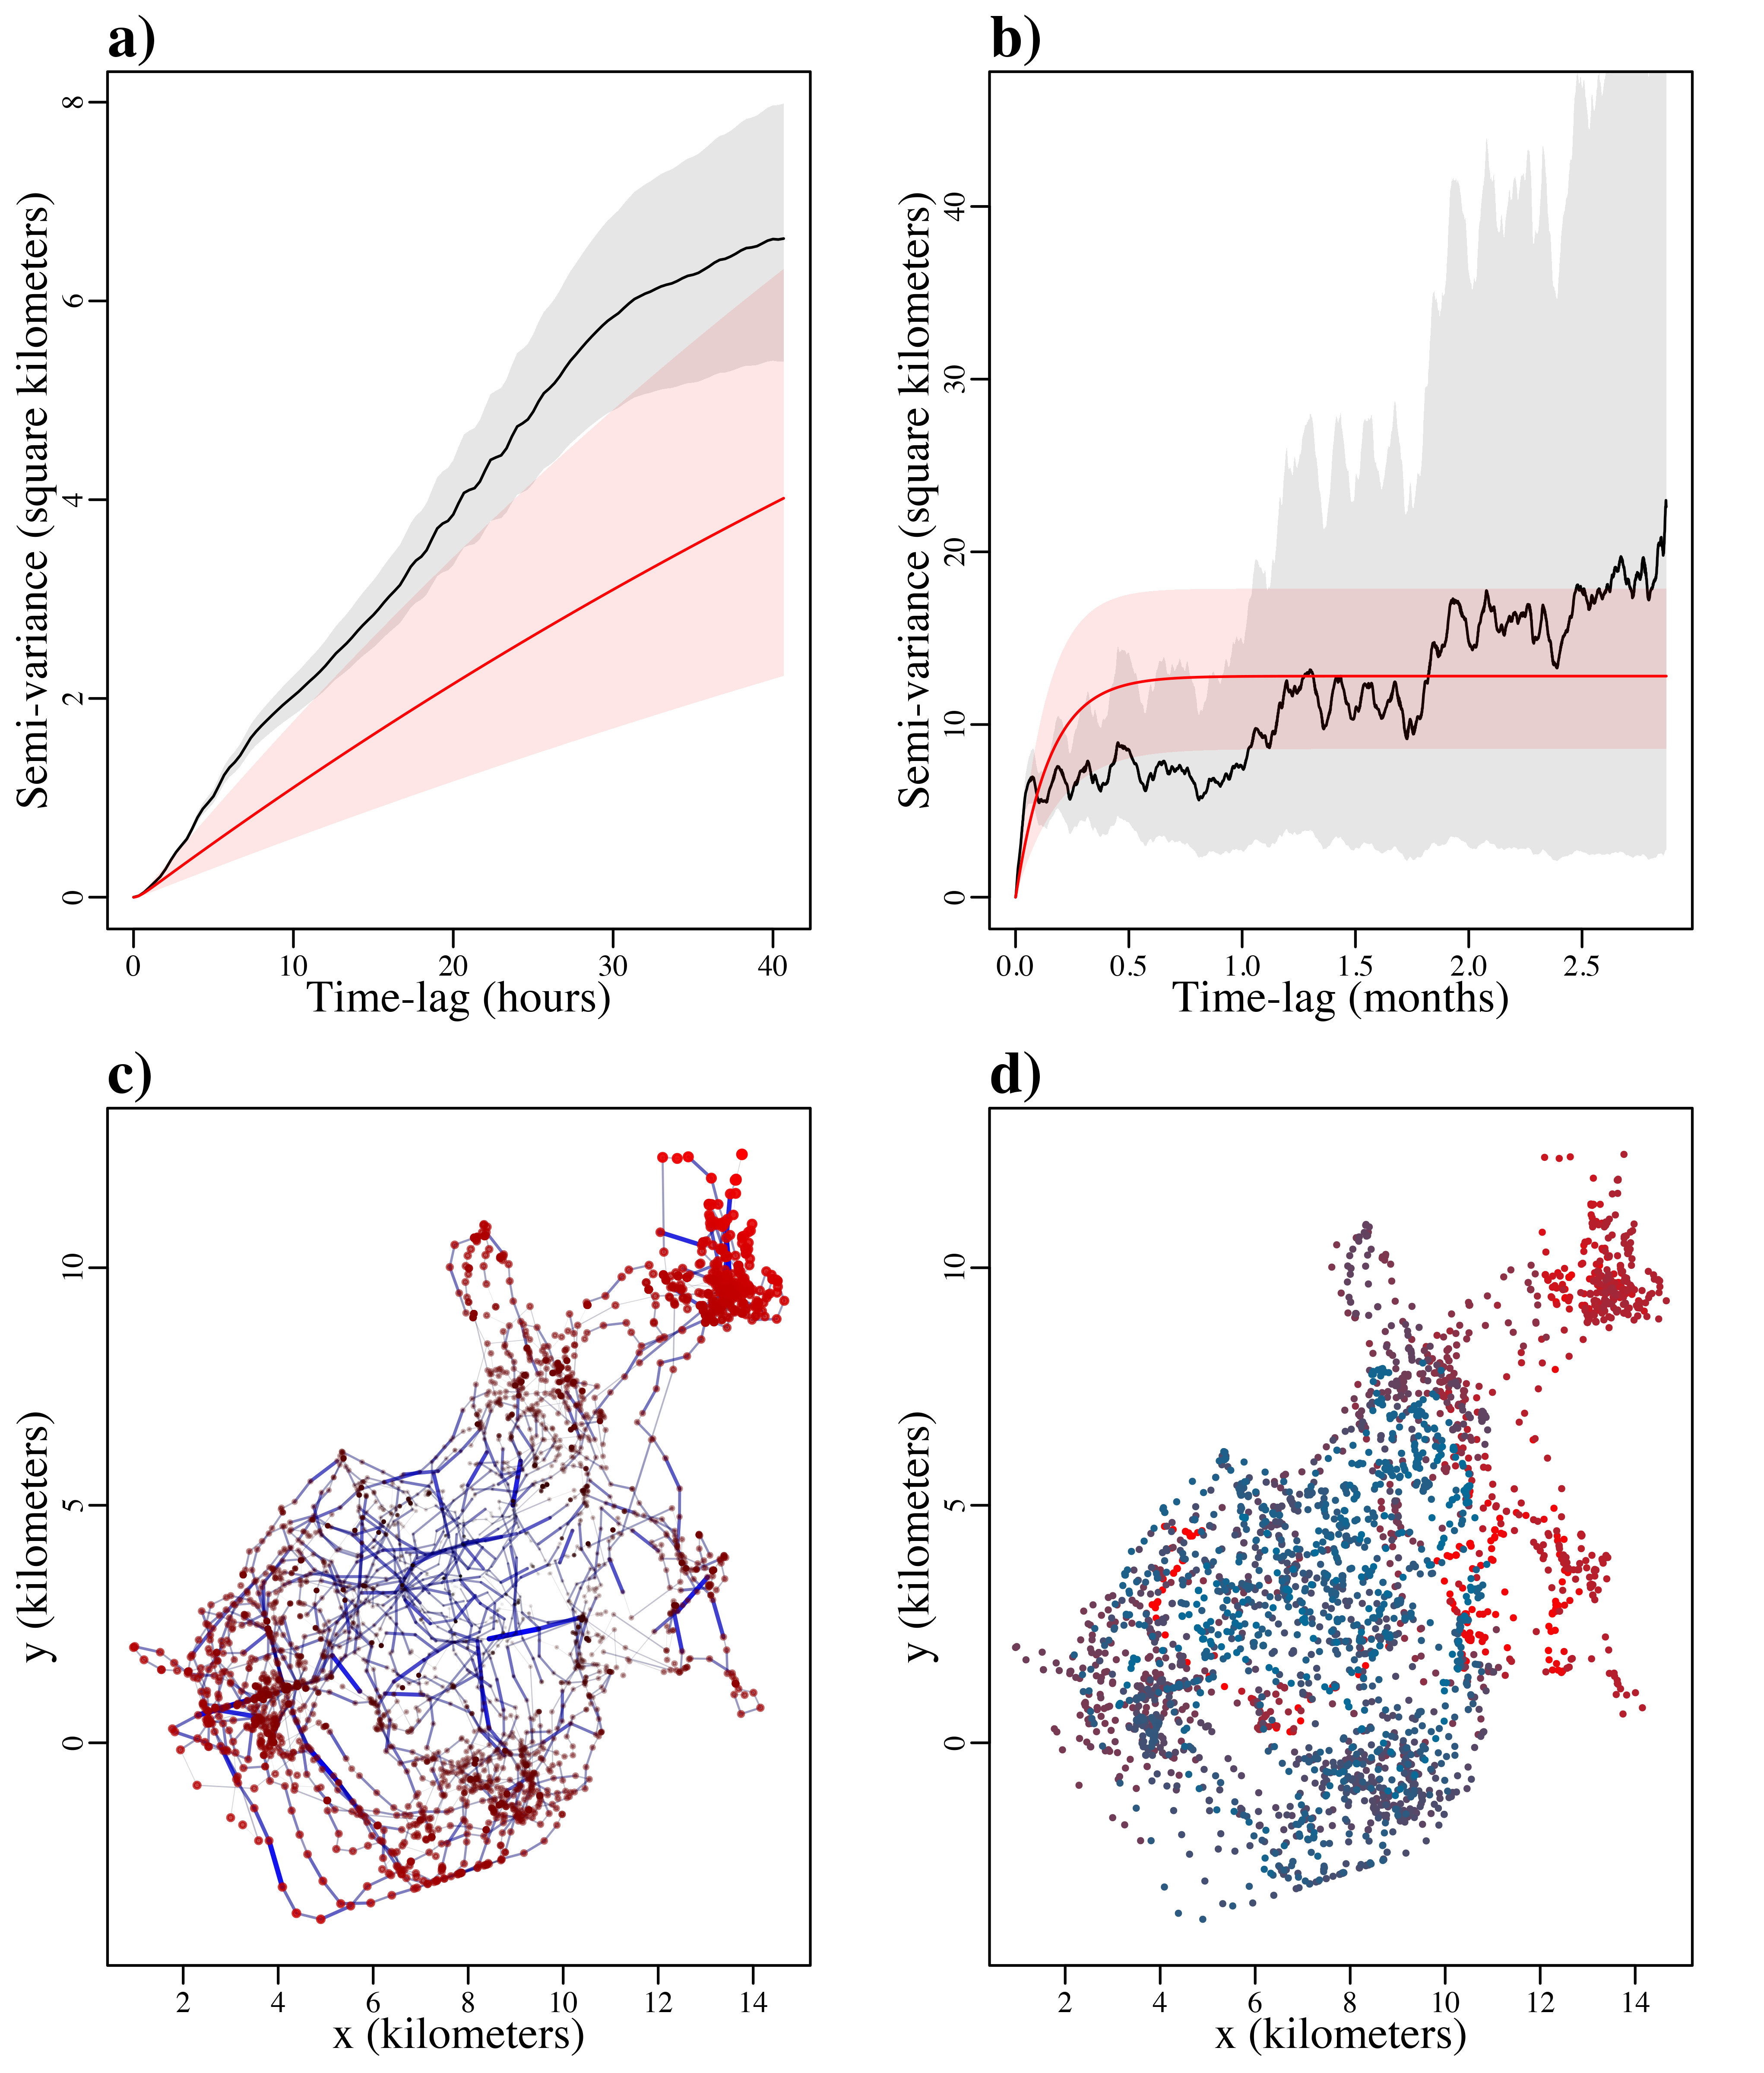 a)
Semi-variance (square kilometers)
8
6
4
2
0
0 10 20 30 40
Time-lag (hours)
b)
Semi-variance (square kilometers)
40
30
20
10
0
0.0 0.5 1.0 1.5 2.0 2.5
Time-lag (months)
c)
y (kilometers)
10
5
0
2 4 6 8 10 12 14
x (kilometers)
d)
y (kilometers)
10
5
0
2 4 6 8 10 12 14
x (kilometers)